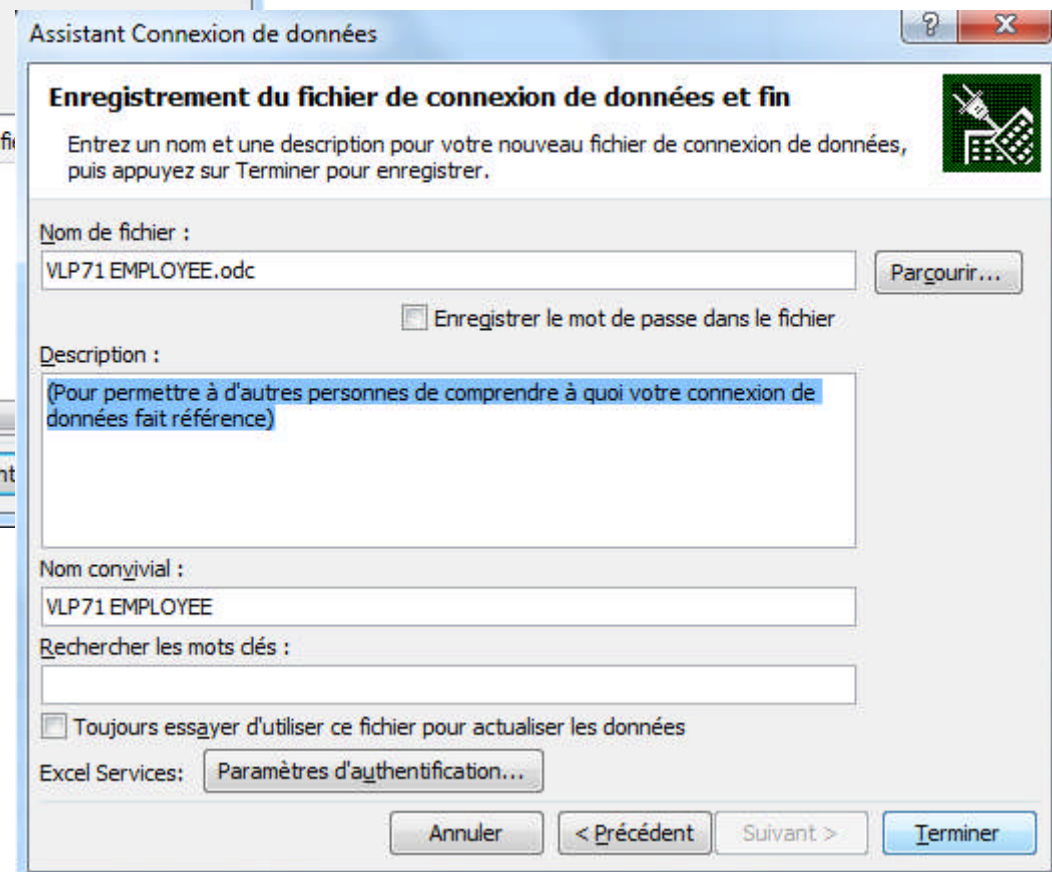 Assistant Connexion de données
Enregistrement du fichier de connexion de données et fin
Entrez un nom et une description pour votre nouveau fichier de connexion de données,
puis appuyez sur Terminer pour enregistrer.
Nom de fichier :
VLP71 EMPLOYEE.odc
Parcourir...
Enregistrer le mot de passe dans le fichier
Description :
(Pour permettre à d'autres personnes de comprendre à quoi votre connexion de
données fait référence)
Nom convivial :
VLP71 EMPLOYEE
Rechercher les mots clés :
Toujours essayer d'utiliser ce fichier pour actualiser les données
Excel Services: Paramètres d'authentification...
Annuler < Précédent Suivant > Terminer